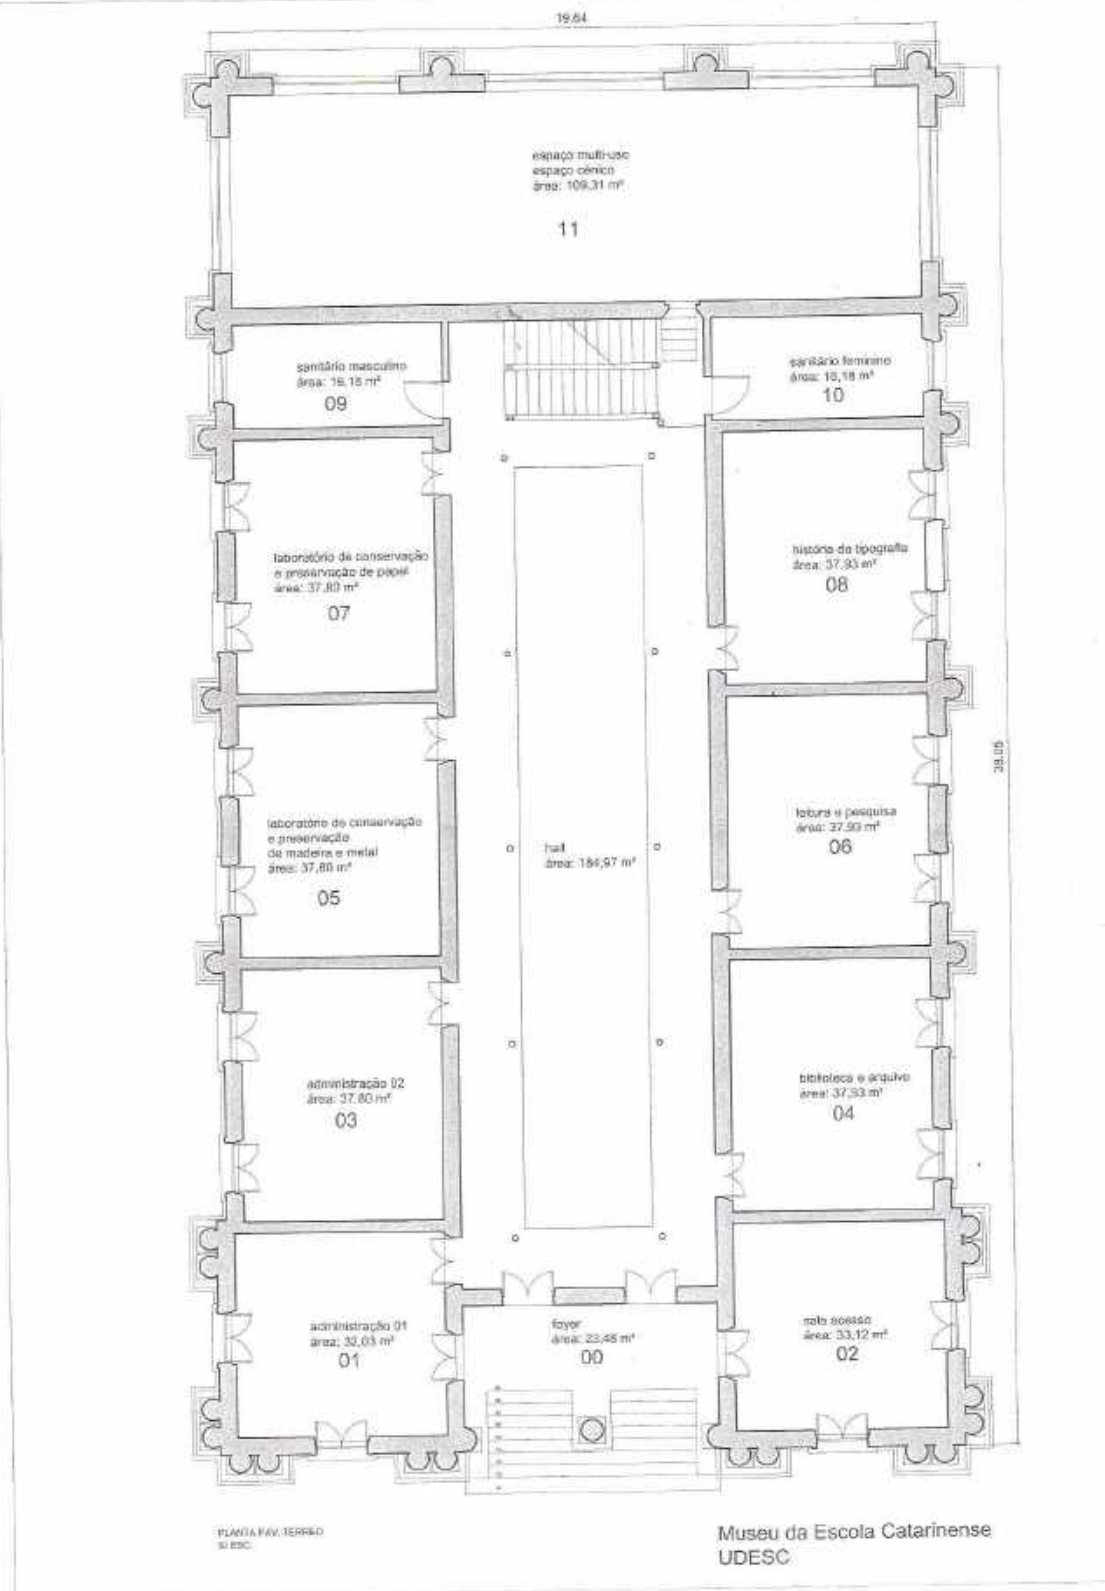 19.64
espaço multi-uso
espaço cênico
área: 109,31 m²
11
sanitário masculino
área: 16,18 m²
09
sanitário feminino
área: 16,18 m²
10
laboratório de conservação
e preservação de papel
área: 37,80 m²
07
história da tipografia
área: 37,93 m²
08
laboratório de conservação
e preservação
de madeira e metal
área: 37,80 m²
05
hall
área: 184,97 m²
leitura e pesquisa
área: 37,93 m²
06
administração 02
área: 37,80 m²
03
biblioteca e arquivo
área: 37,93 m²
04
administração 01
área: 32,03 m²
01
foyer
área: 23,48 m²
00
sala acesso
área: 33,12 m²
02
PLANTA PAV. TÉRREO
S/ ESC.
Museu da Escola Catarinense
UDESC